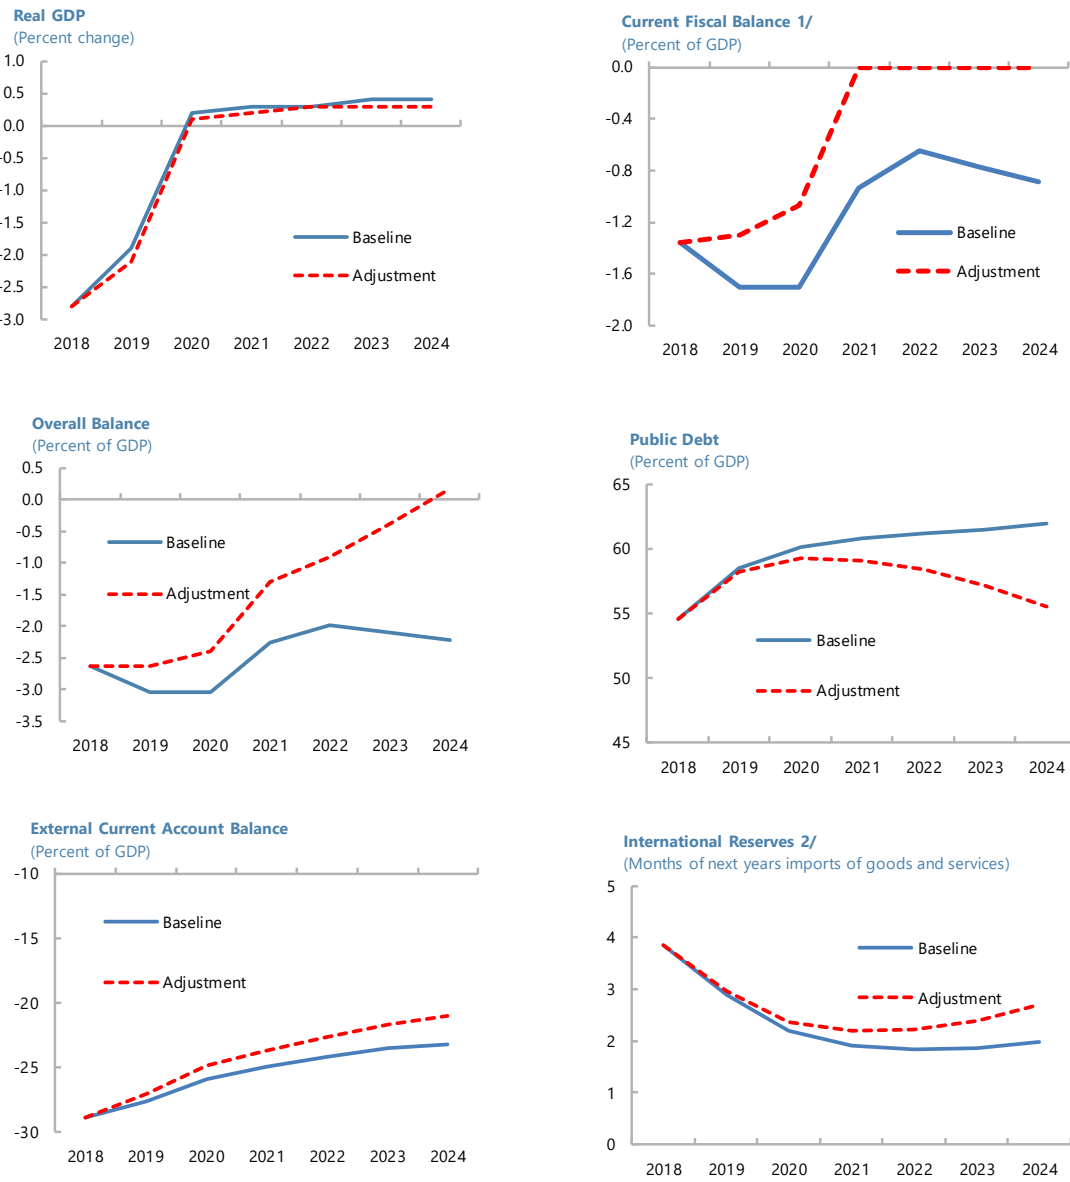 Real GDP
(Percent change)
1.0
0.5
0.0
-0.5
-1.0
-1.5
-2.0
-2.5
-3.0
Baseline
Adjustment
2018 2019 2020 2021 2022 2023 2024
Current Fiscal Balance 1/
(Percent of GDP)
0.0
-0.4
-0.8
-1.2
-1.6
-2.0
Baseline
Adjustment
2018 2019 2020 2021 2022 2023 2024
Overall Balance
(Percent of GDP)
0.5
0.0
-0.5
-1.0
-1.5
-2.0
-2.5
-3.0
-3.5
Baseline
Adjustment
2018 2019 2020 2021 2022 2023 2024
Public Debt
(Percent of GDP)
65
60
55
50
45
Baseline
Adjustment
2018 2019 2020 2021 2022 2023 2024
External Current Account Balance
(Percent of GDP)
-10
-15
-20
-25
-30
Baseline
Adjustment
2018 2019 2020 2021 2022 2023 2024
International Reserves 2/
(Months of next years imports of goods and services)
5
4
3
2
1
0
Baseline
Adjustment
2018 2019 2020 2021 2022 2023 2024